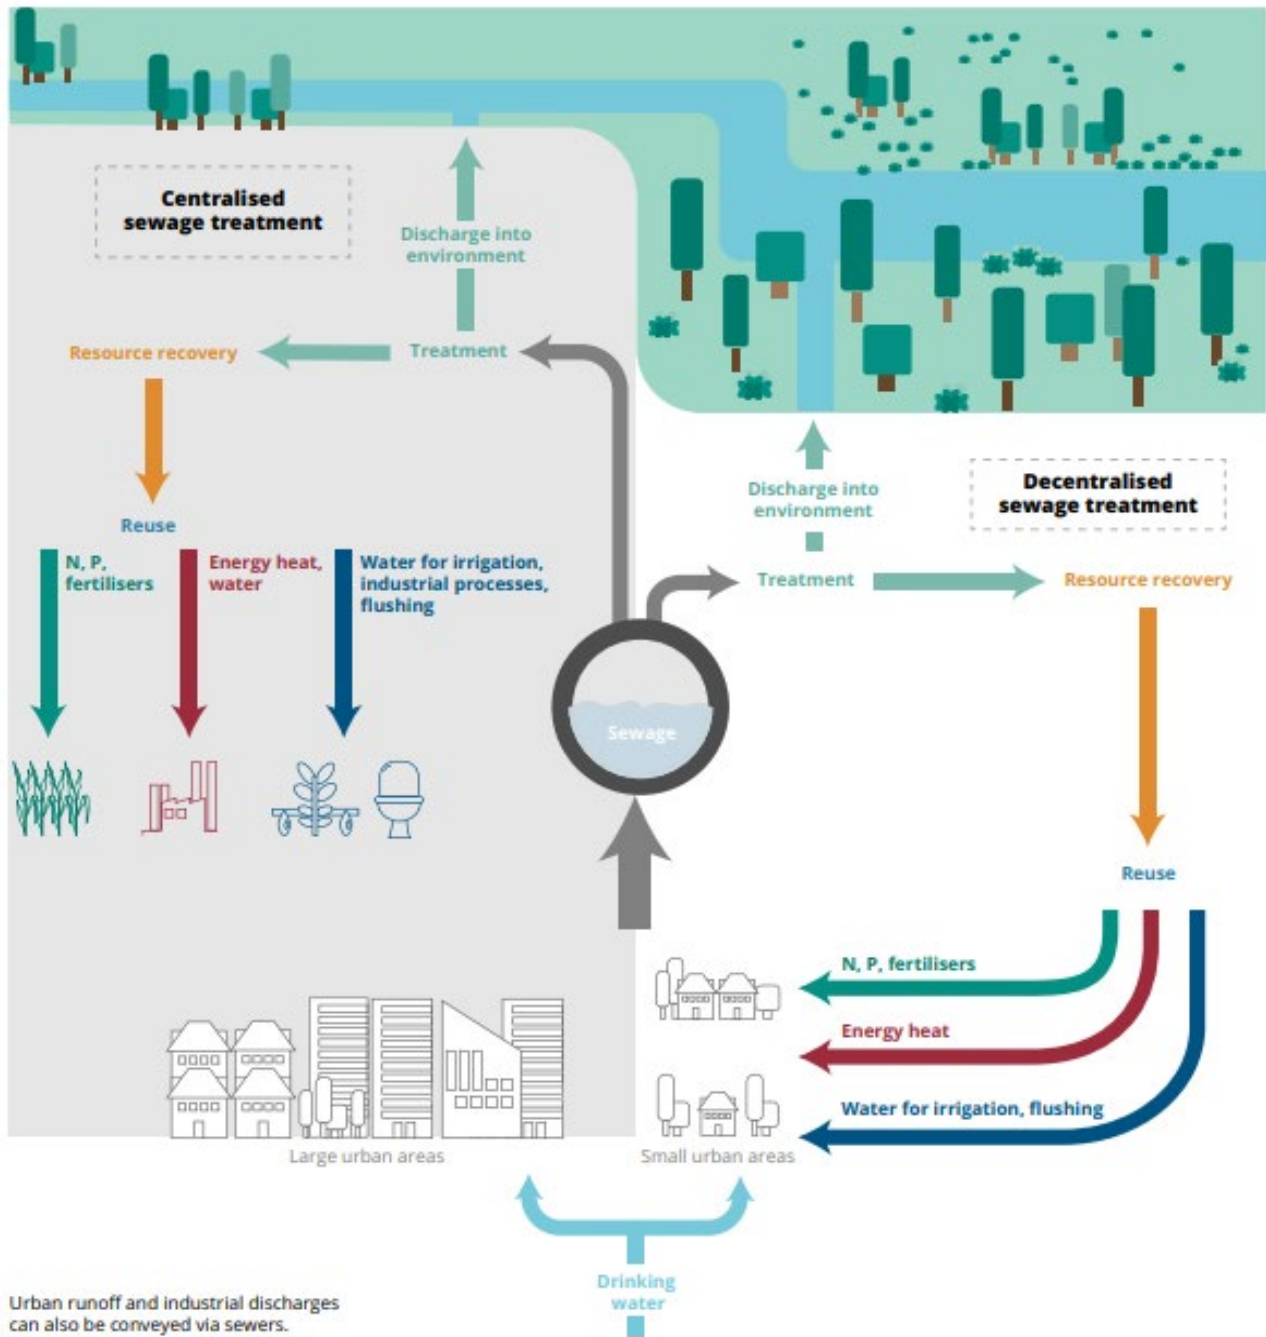 Centralised
sewage treatment
Discharge into
environment
Resource recovery
Treatment
Reuse
N, P,
fertilisers
Energy heat,
water
Water for irrigation,
industrial processes,
flushing
Sewage
Discharge into
environment
Decentralised
sewage treatment
Treatment
Resource recovery
Reuse
N, P, fertilisers
Energy heat
Water for irrigation, flushing
Large urban areas
Small urban areas
Drinking
water
Urban runoff and industrial discharges
can also be conveyed via sewers.